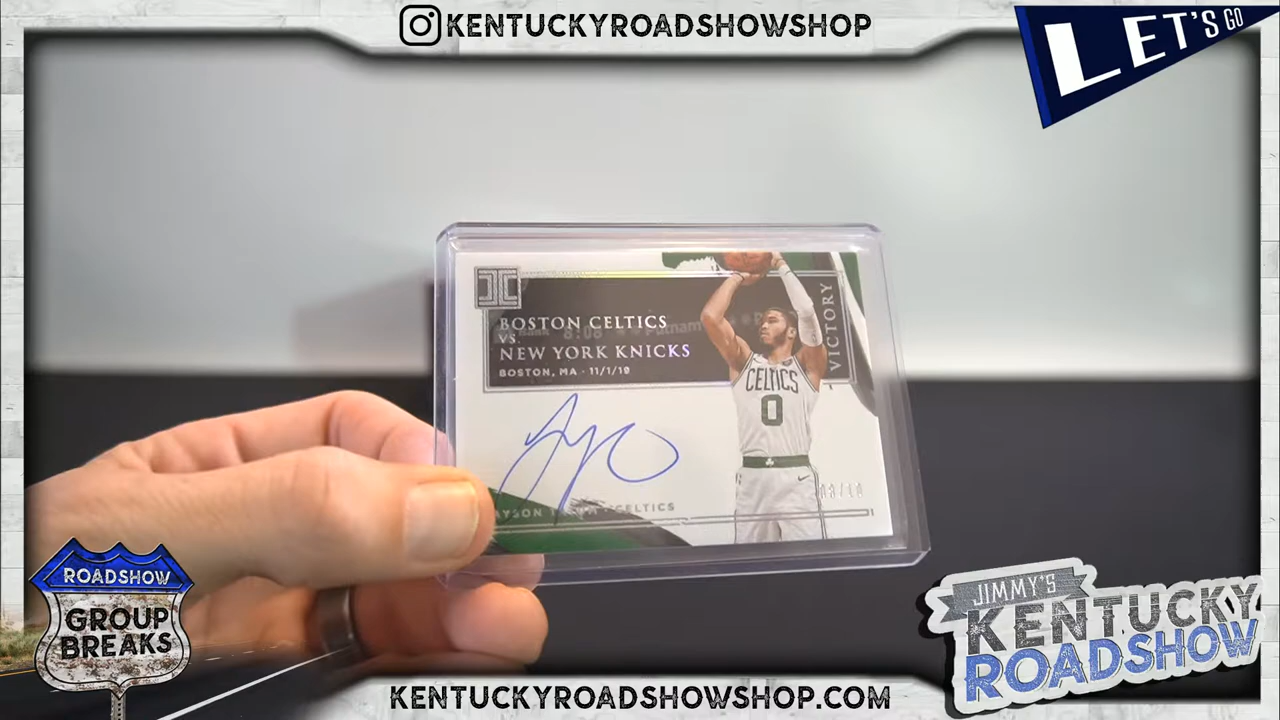 KENTUCKYROADSHOWSHOP
LET'S GO
BOSTON CELTICS
VS.
NEW YORK KNICKS
BOSTON, MA · 11/1/19
VICTORY
CELTICS
0
CELTICS
ROADSHOW
GROUP
BREAKS
JIMMY'S
KENTUCKY
ROADSHOW
KENTUCKYROADSHOWSHOP.COM